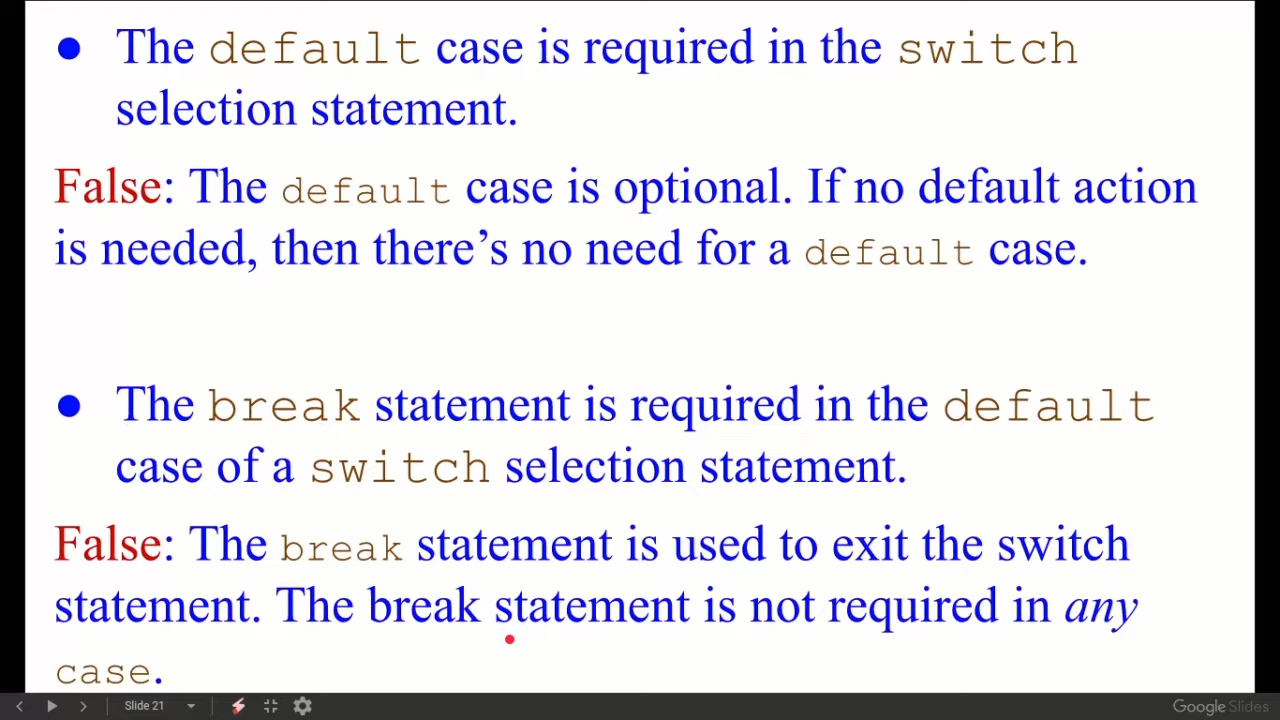 ● The default case is required in the switch
selection statement.
False: The default case is optional. If no default action
is needed, then there’s no need for a default case.
● The break statement is required in the default
case of a switch selection statement.
False: The break statement is used to exit the switch
statement. The break statement is not required in any
case.
Slide 21
Google Slides